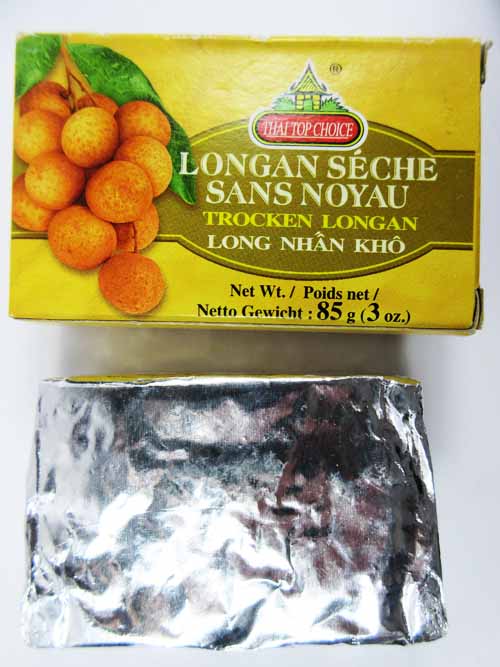 ®
THAI TOP CHOICE
LONGAN SÉCHE
SANS NOYAU
TROCKEN LONGAN
LONG NHẤN KHÔ
Net Wt. / Poids net /
Netto Gewicht : 85 g (3 oz.)